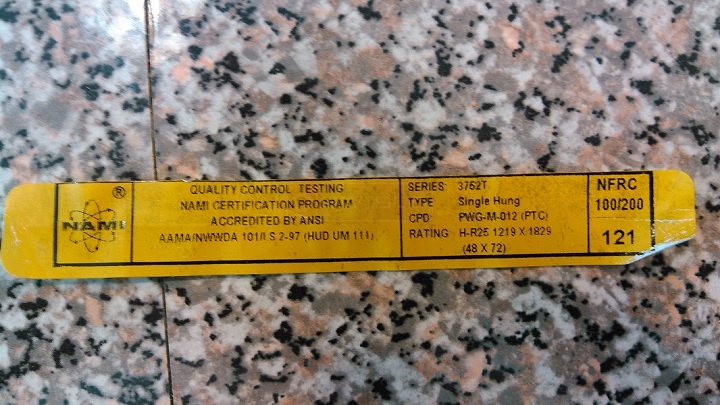 NAMI ®
QUALITY CONTROL TESTING
NAMI CERTIFICATION PROGRAM
ACCREDITED BY ANSI
AAMA/NWWDA 101/I.S.2-97 (HUD UM 111)
SERIES: 3752T
TYPE Single Hung
CPD: PWG-M-012 (PTC)
RATING H-R25 1219 X 1829
(48 X 72)
NFRC
100/200
121